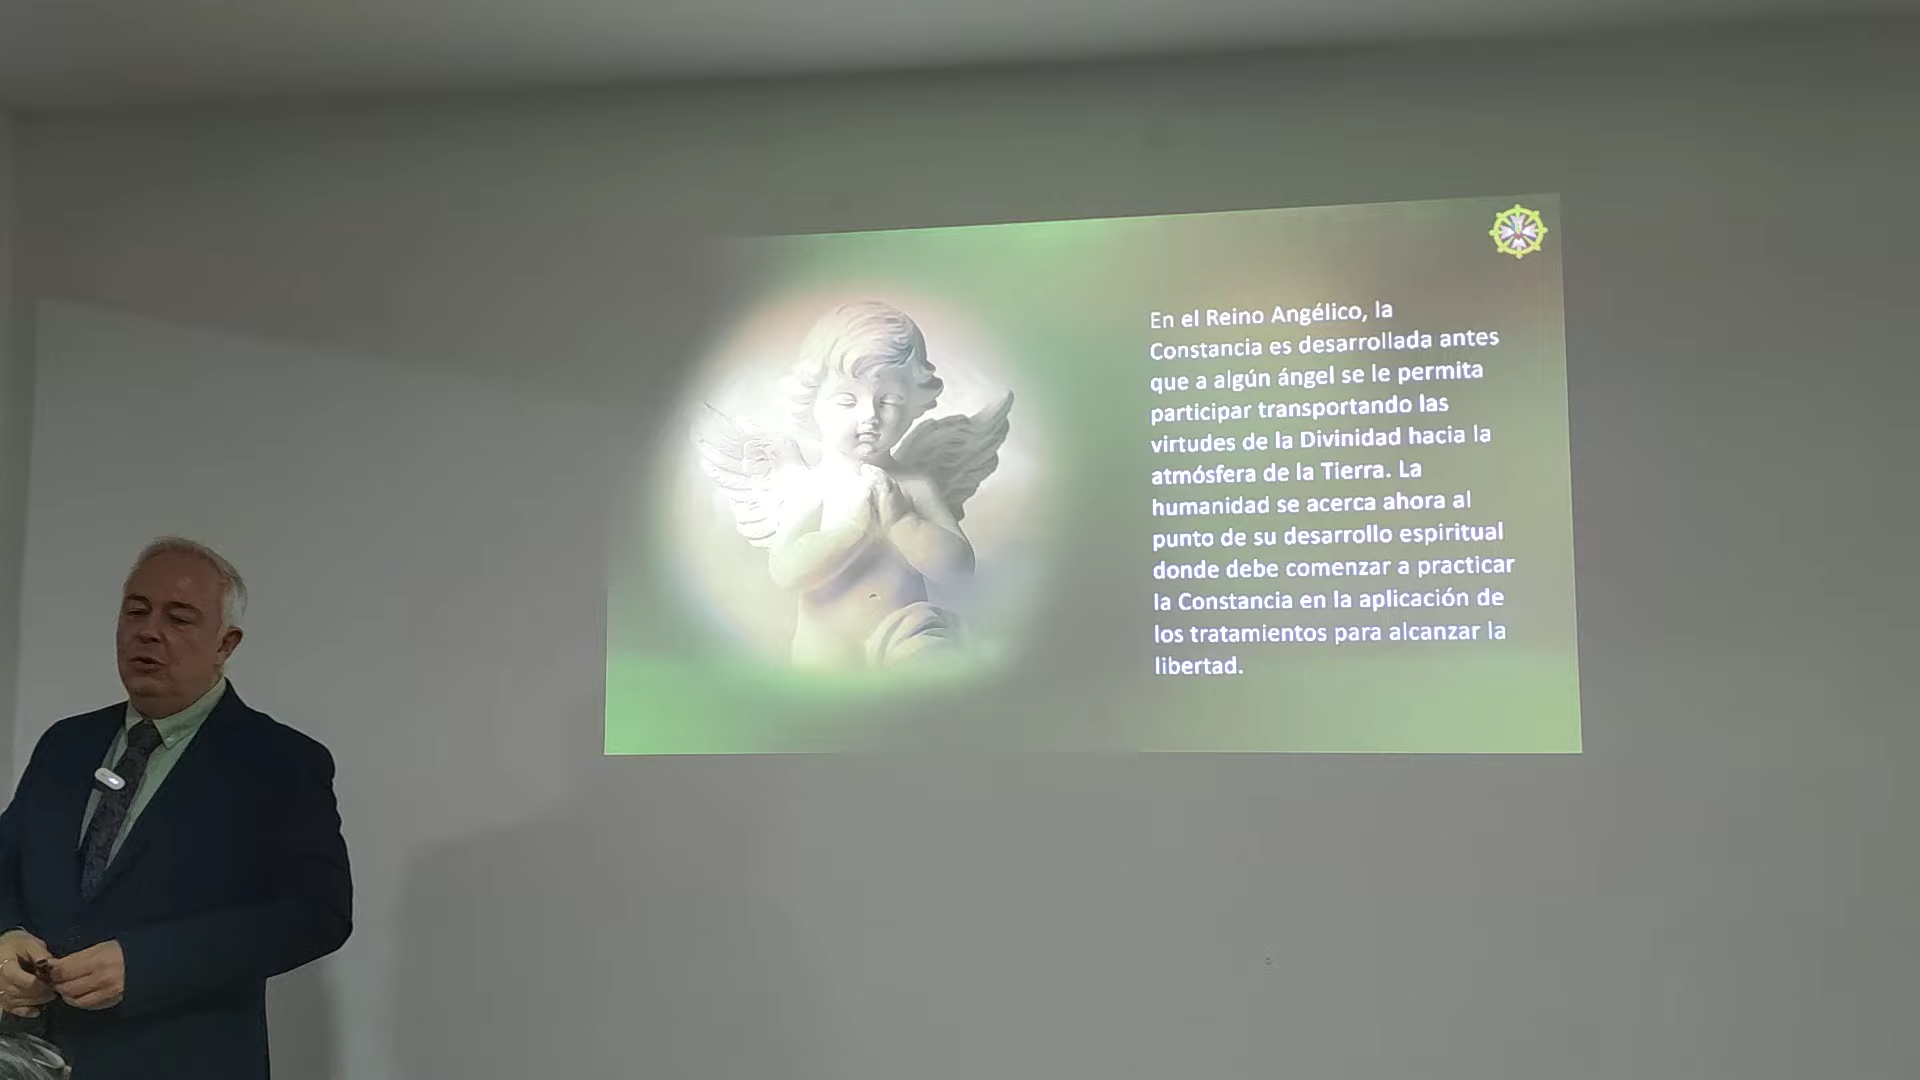 En el Reino Angélico, la
Constancia es desarrollada antes
que a algún ángel se le permita
participar transportando las
virtudes de la Divinidad hacia la
atmósfera de la Tierra. La
humanidad se acerca ahora al
punto de su desarrollo espiritual
donde debe comenzar a practicar
la Constancia en la aplicación de
los tratamientos para alcanzar la
libertad.